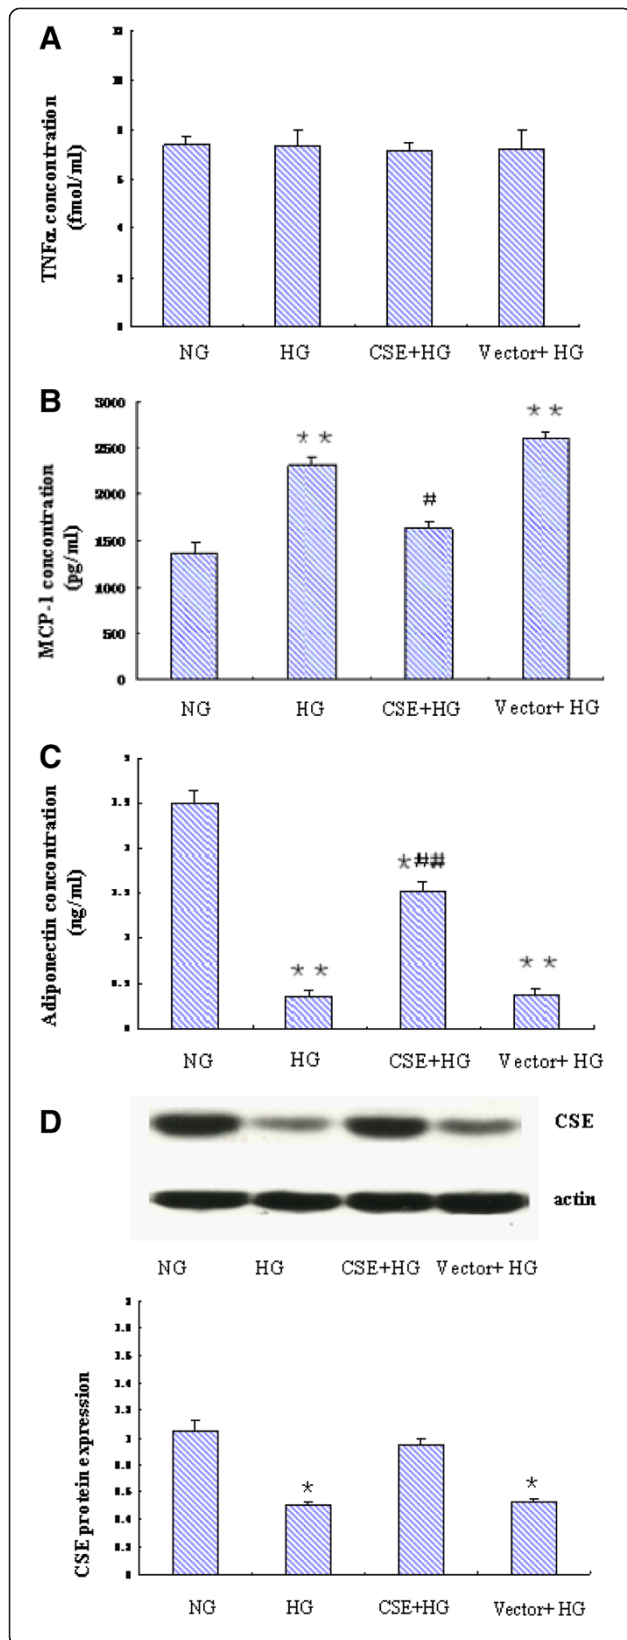 A
TNFα concentration
(fmol/ml)
NG HG CSE+HG Vector+ HG
B
MCP-1 concentration
(pg/ml)
3000
2500
2000
1500
1000
500
0
** # **
NG HG CSE+HG Vector+ HG
C
Adiponectin concentration
(ng/ml)
** *## **
NG HG CSE+HG Vector+ HG
D
CSE
actin
NG HG CSE+HG Vector+ HG
CSE protein expression
* *
NG HG CSE+HG Vector+ HG